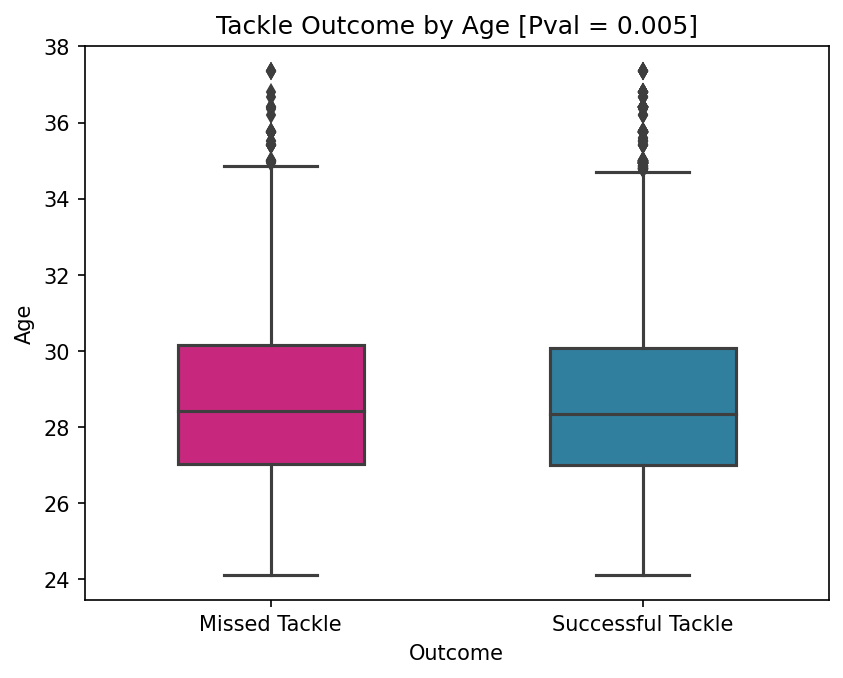 Tackle Outcome by Age [Pval = 0.005]
38
36
34
32
30
28
26
24
Age
Missed Tackle
Successful Tackle
Outcome